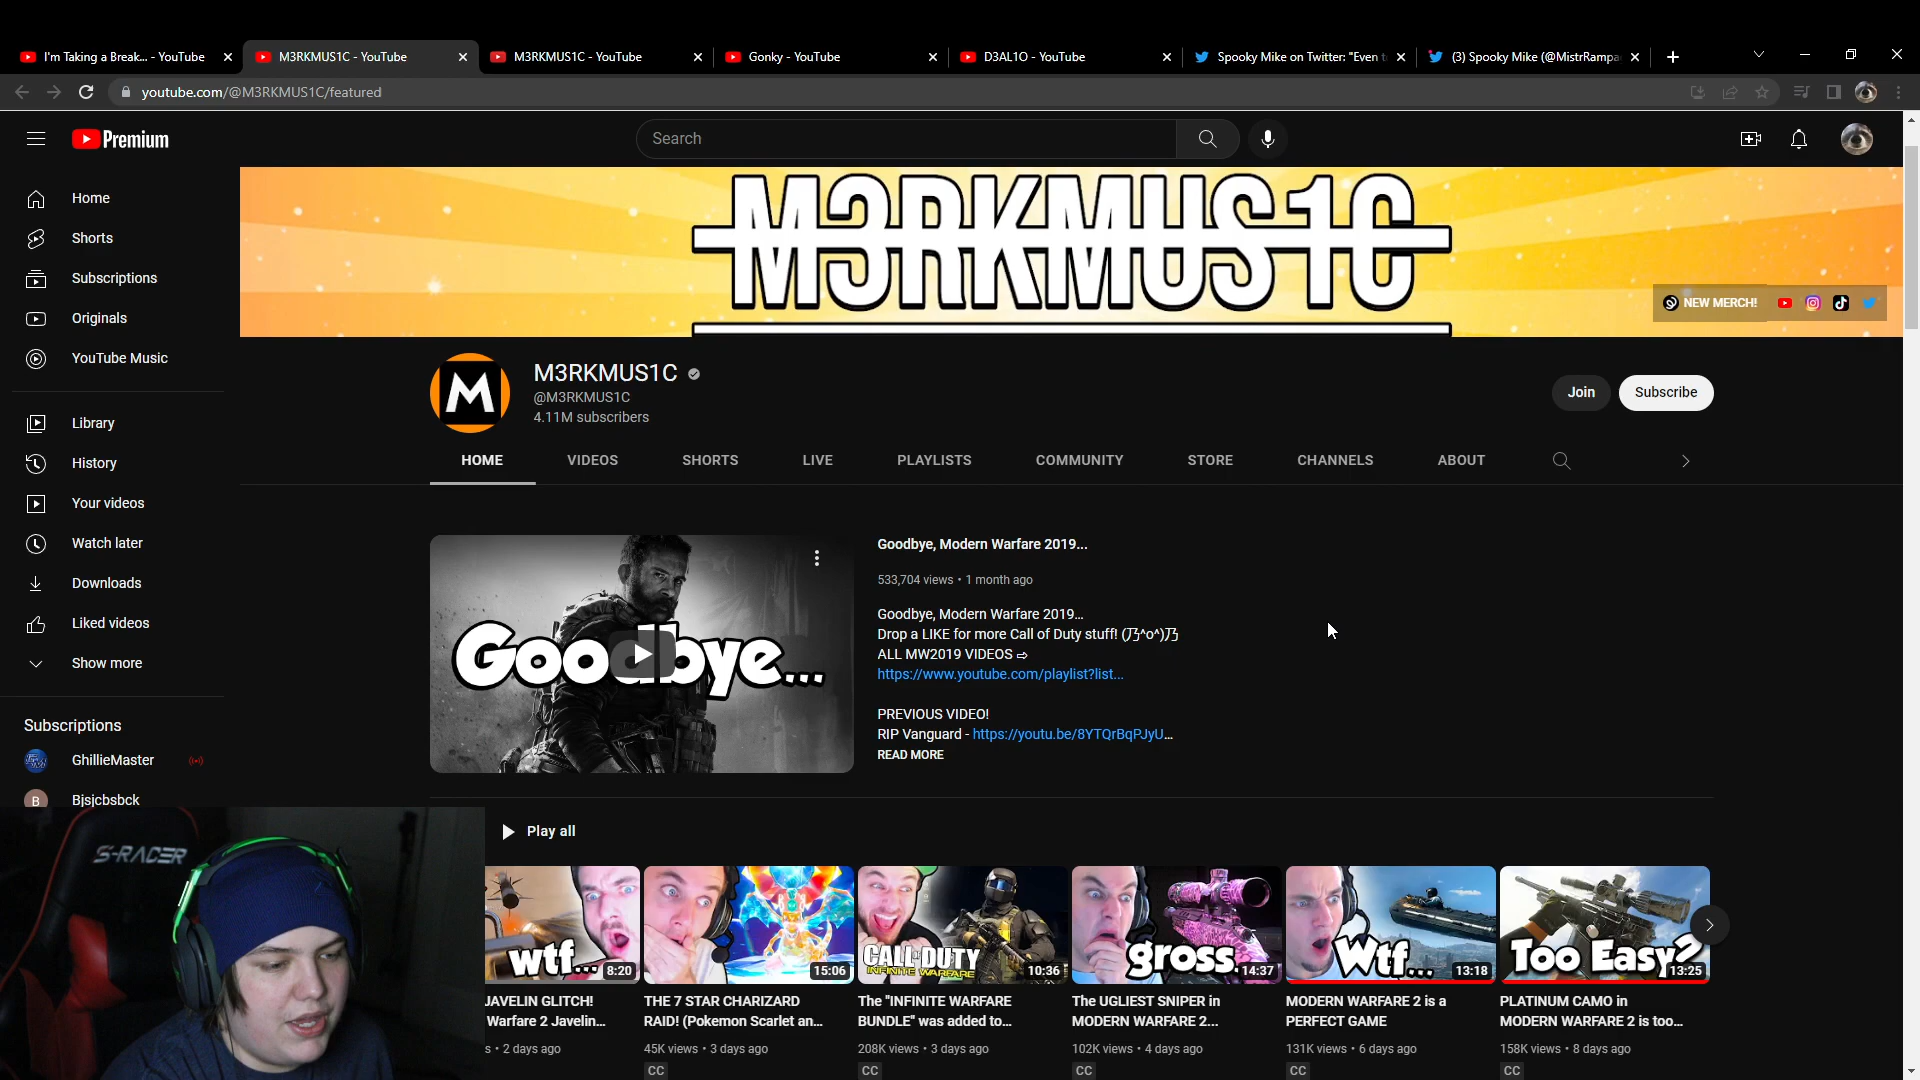 I'm Taking a Break... - YouTube
M3RKMUS1C - YouTube
M3RKMUS1C - YouTube
Gonky - YouTube
D3AL1O - YouTube
Spooky Mike on Twitter: "Even t
(3) Spooky Mike (@MistrRampa
youtube.com/@M3RKMUS1C/featured
Premium
Search
Home
Shorts
Subscriptions
Originals
YouTube Music
Library
History
Your videos
Watch later
Downloads
Liked videos
Show more
Subscriptions
GhillieMaster
B
Bjsjcbsbck
M3RKMUS1C
NEW MERCH!
M
M3RKMUS1C
@M3RKMUS1C
4.11M subscribers
Join
Subscribe
HOME
VIDEOS
SHORTS
LIVE
PLAYLISTS
COMMUNITY
STORE
CHANNELS
ABOUT
Goodbye...
Goodbye, Modern Warfare 2019...
533,704 views • 1 month ago
Goodbye, Modern Warfare 2019...
Drop a LIKE for more Call of Duty stuff! (乃^o^)乃
ALL MW2019 VIDEOS ⇨
https://www.youtube.com/playlist?list...
PREVIOUS VIDEO!
RIP Vanguard - https://youtu.be/8YTQrBqPJyU...
READ MORE
Play all
S-RACER
wtf...
8:20
JAVELIN GLITCH!
Warfare 2 Javelin...
s • 2 days ago
15:06
THE 7 STAR CHARIZARD
RAID! (Pokemon Scarlet an...
45K views • 3 days ago
CC
CALL OF DUTY
INFINITE WARFARE
10:36
The "INFINITE WARFARE
BUNDLE" was added to...
208K views • 3 days ago
CC
gross.
14:37
The UGLIEST SNIPER in
MODERN WARFARE 2...
102K views • 4 days ago
CC
Wtf...
13:18
MODERN WARFARE 2 is a
PERFECT GAME
131K views • 6 days ago
CC
Too Easy?
13:25
PLATINUM CAMO in
MODERN WARFARE 2 is too...
158K views • 8 days ago
CC